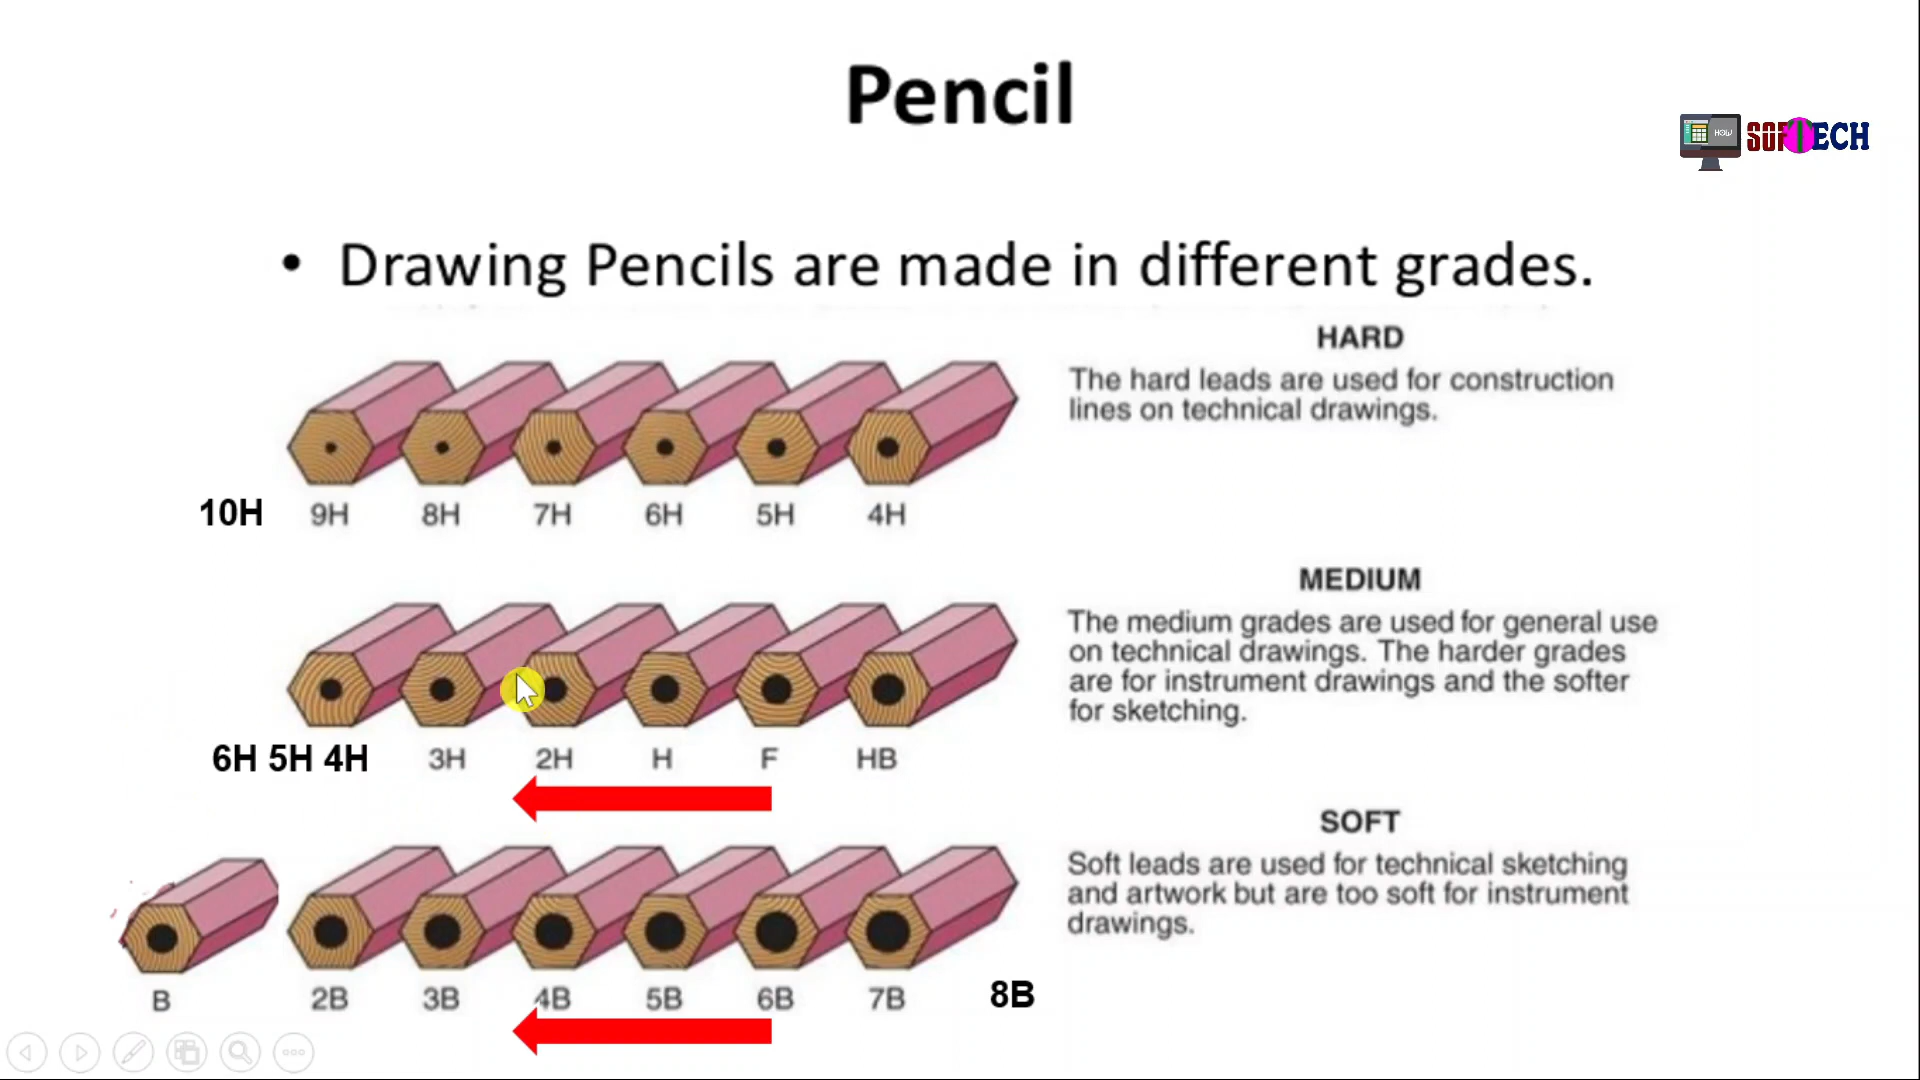 Pencil
HOW
SOFTECH
• Drawing Pencils are made in different grades.
HARD
The hard leads are used for construction
lines on technical drawings.
10H 9H 8H 7H 6H 5H 4H
MEDIUM
The medium grades are used for general use
on technical drawings. The harder grades
are for instrument drawings and the softer
for sketching.
6H 5H 4H 3H 2H H F HB
SOFT
Soft leads are used for technical sketching
and artwork but are too soft for instrument
drawings.
B 2B 3B 4B 5B 6B 7B 8B